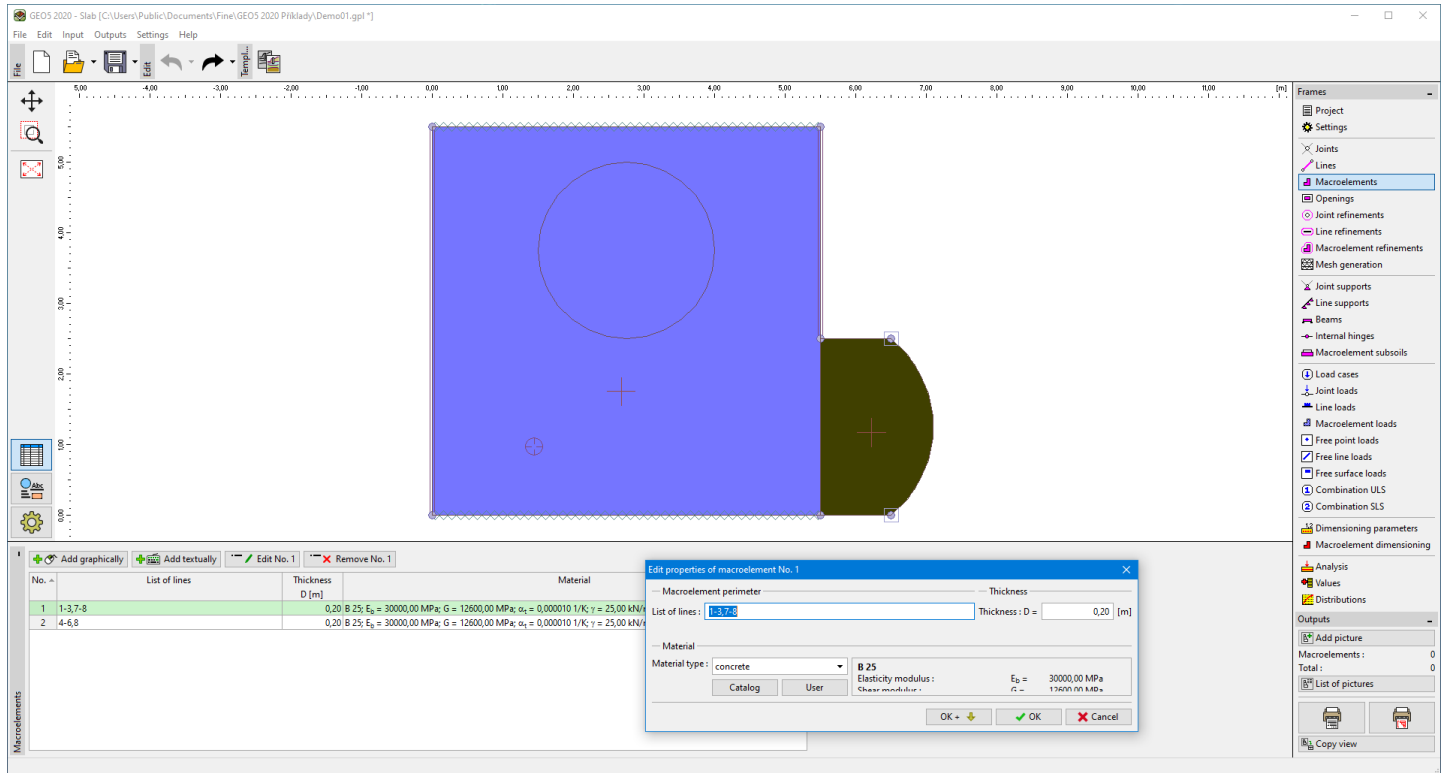 GEO5 2020 - Slab [C:\Users\Public\Documents\Fine\GEO5 2020 Příklady\Demo01.gpl *]
File Edit Input Outputs Settings Help
File
Edit
Templ...
5,00 -4,00 -3,00 -2,00 -1,00 0,00 1,00 2,00 3,00 4,00 5,00 6,00 7,00 8,00 9,00 10,00 11,00 [m]
5,00
4,00
3,00
2,00
1,00
0,00
Abc
Frames
Project
Settings
Joints
Lines
Macroelements
Openings
Joint refinements
Line refinements
Macroelement refinements
Mesh generation
Joint supports
Line supports
Beams
Internal hinges
Macroelement subsoils
Load cases
Joint loads
Line loads
Macroelement loads
Free point loads
Free line loads
Free surface loads
Combination ULS
Combination SLS
Dimensioning parameters
Macroelement dimensioning
Analysis
Values
Distributions
Outputs
Add picture
Macroelements : 0
Total : 0
List of pictures
Copy view
Macroelements
Add graphically Add textually Edit No. 1 Remove No. 1
No. List of lines Thickness Material
D [m]
1 1-3,7-8 0,20 B 25; Eb = 30000,00 MPa; G = 12600,00 MPa; αt = 0,000010 1/K; γ = 25,00 kN/
2 4-6,8 0,20 B 25; Eb = 30000,00 MPa; G = 12600,00 MPa; αt = 0,000010 1/K; γ = 25,00 kN/
Edit properties of macroelement No. 1
Macroelement perimeter Thickness
List of lines : 1-3,7-8 Thickness : D = 0,20 [m]
Material
Material type : concrete
Catalog User
B 25
Elasticity modulus : Eb = 30000,00 MPa
Shear modulus : G = 12600,00 MPa
OK + OK Cancel